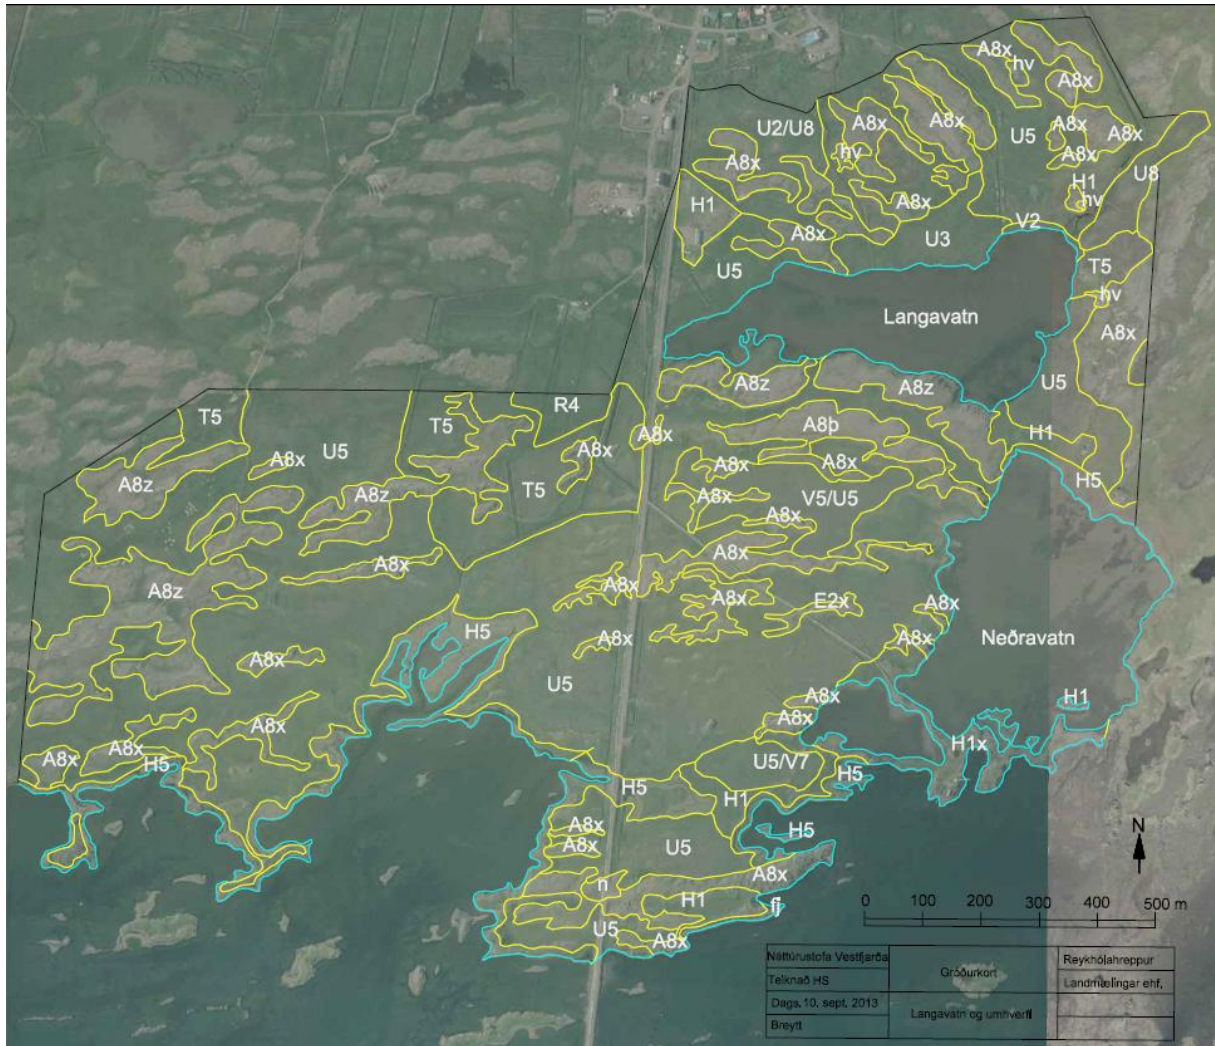 A8x
hv
A8x
U2/U8
A8x
A8x
U5
A8x
A8x
hv
A8x
A8x
U8
H1
hv
H1
A8x
V2
A8x
U3
T5
U5
hv
Langavatn
A8x
A8z
A8z
U5
R4
T5
T5
A8þ
A8x
H1
U5
A8x
A8x
A8x
A8x
H5
A8z
A8z
T5
A8x
V5/U5
A8x
A8x
A8x
A8z
A8x
A8x
E2x
A8x
H5
A8x
A8x
Neðravatn
A8x
U5
A8x
H1
A8x
A8x
A8x
A8x
H5
H1x
U5/V7
H5
H5
H1
A8x
H5
A8x
U5
A8x
n
H1
fj
U5
A8x
N
0 100 200 300 400 500 m
Náttúrustofa Vestfjarða
Teiknað HS
Dags, 10. sept. 2013
Breytt
Gróðurkort
Langavatn og umhverfi
Reykhólahreppur
Landmælingar ehf,